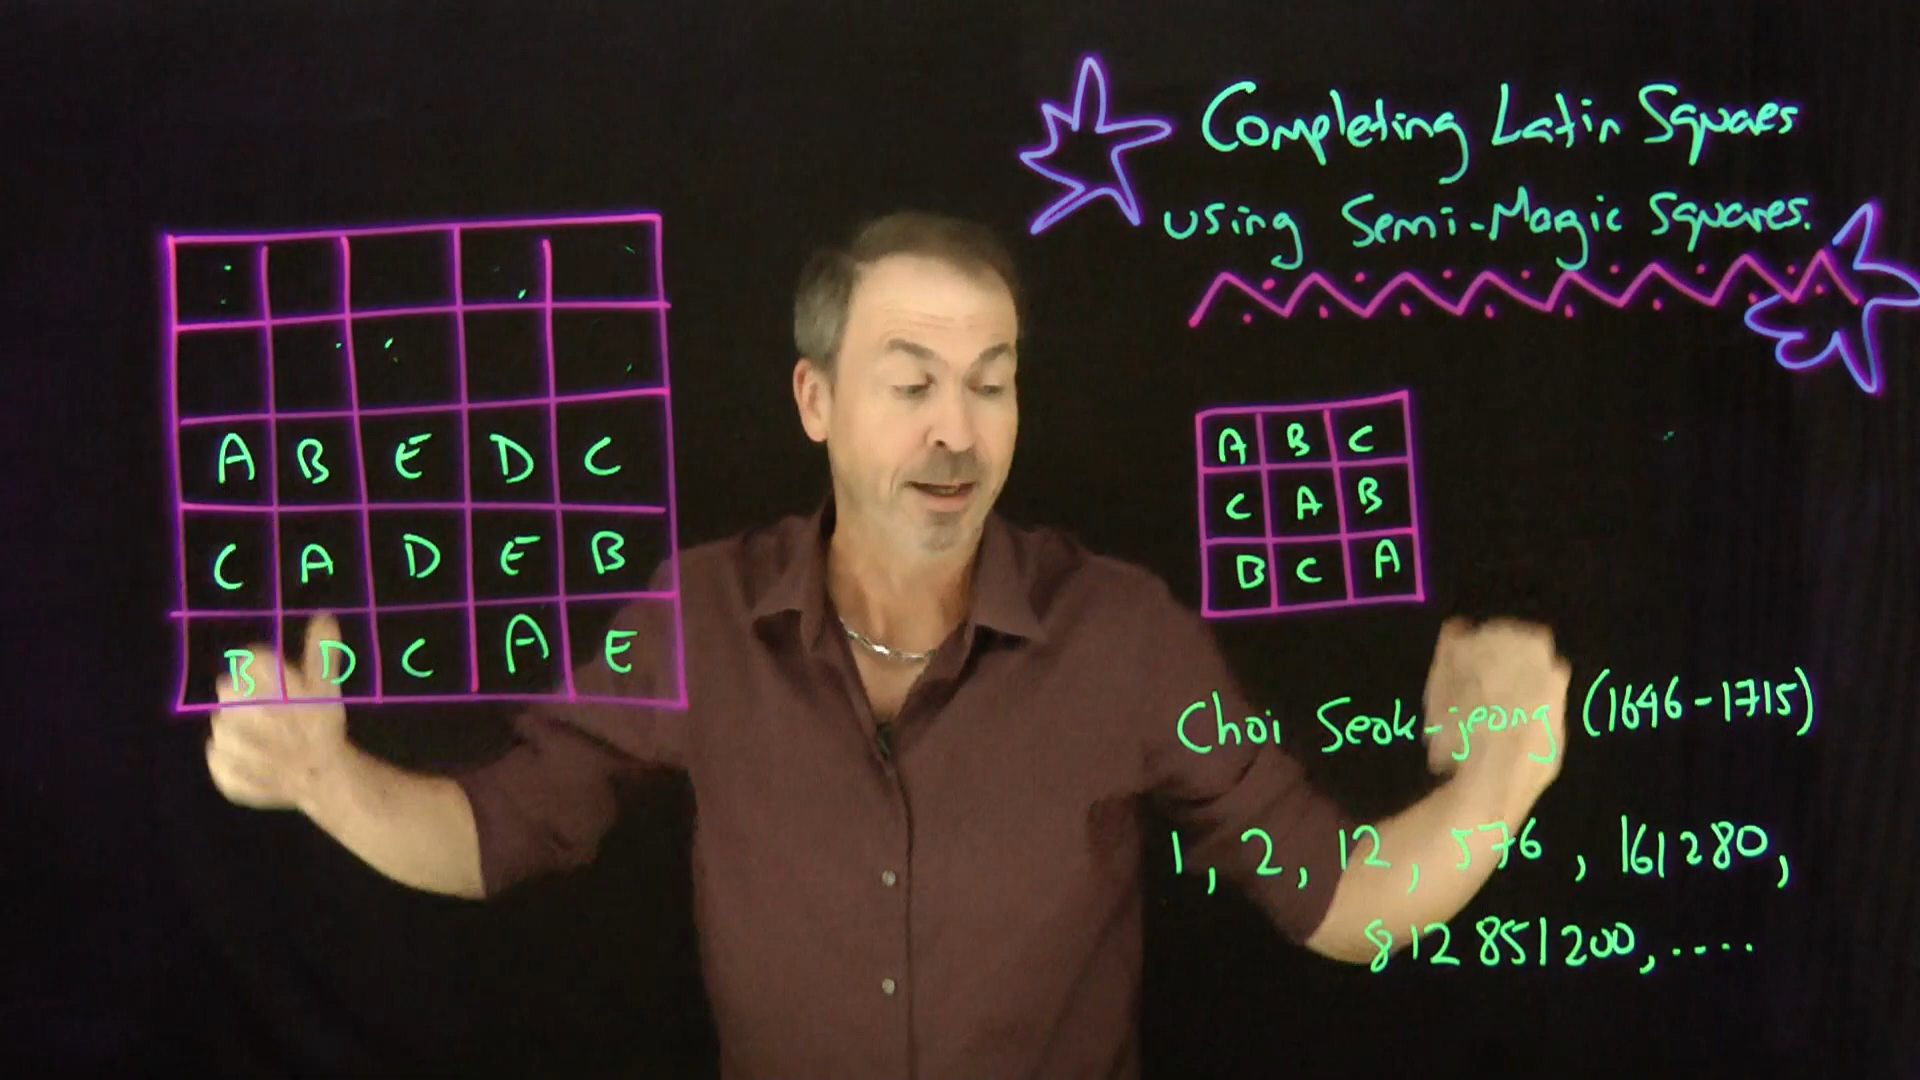 Completing Latin Squares
using Semi-Magic Squares.
A B E D C
C A D E B
B D C A E
A B C
C A B
B C A
Choi Seok-jeong (1646-1715)
1, 2, 12, 576, 161280,
812851200, ....